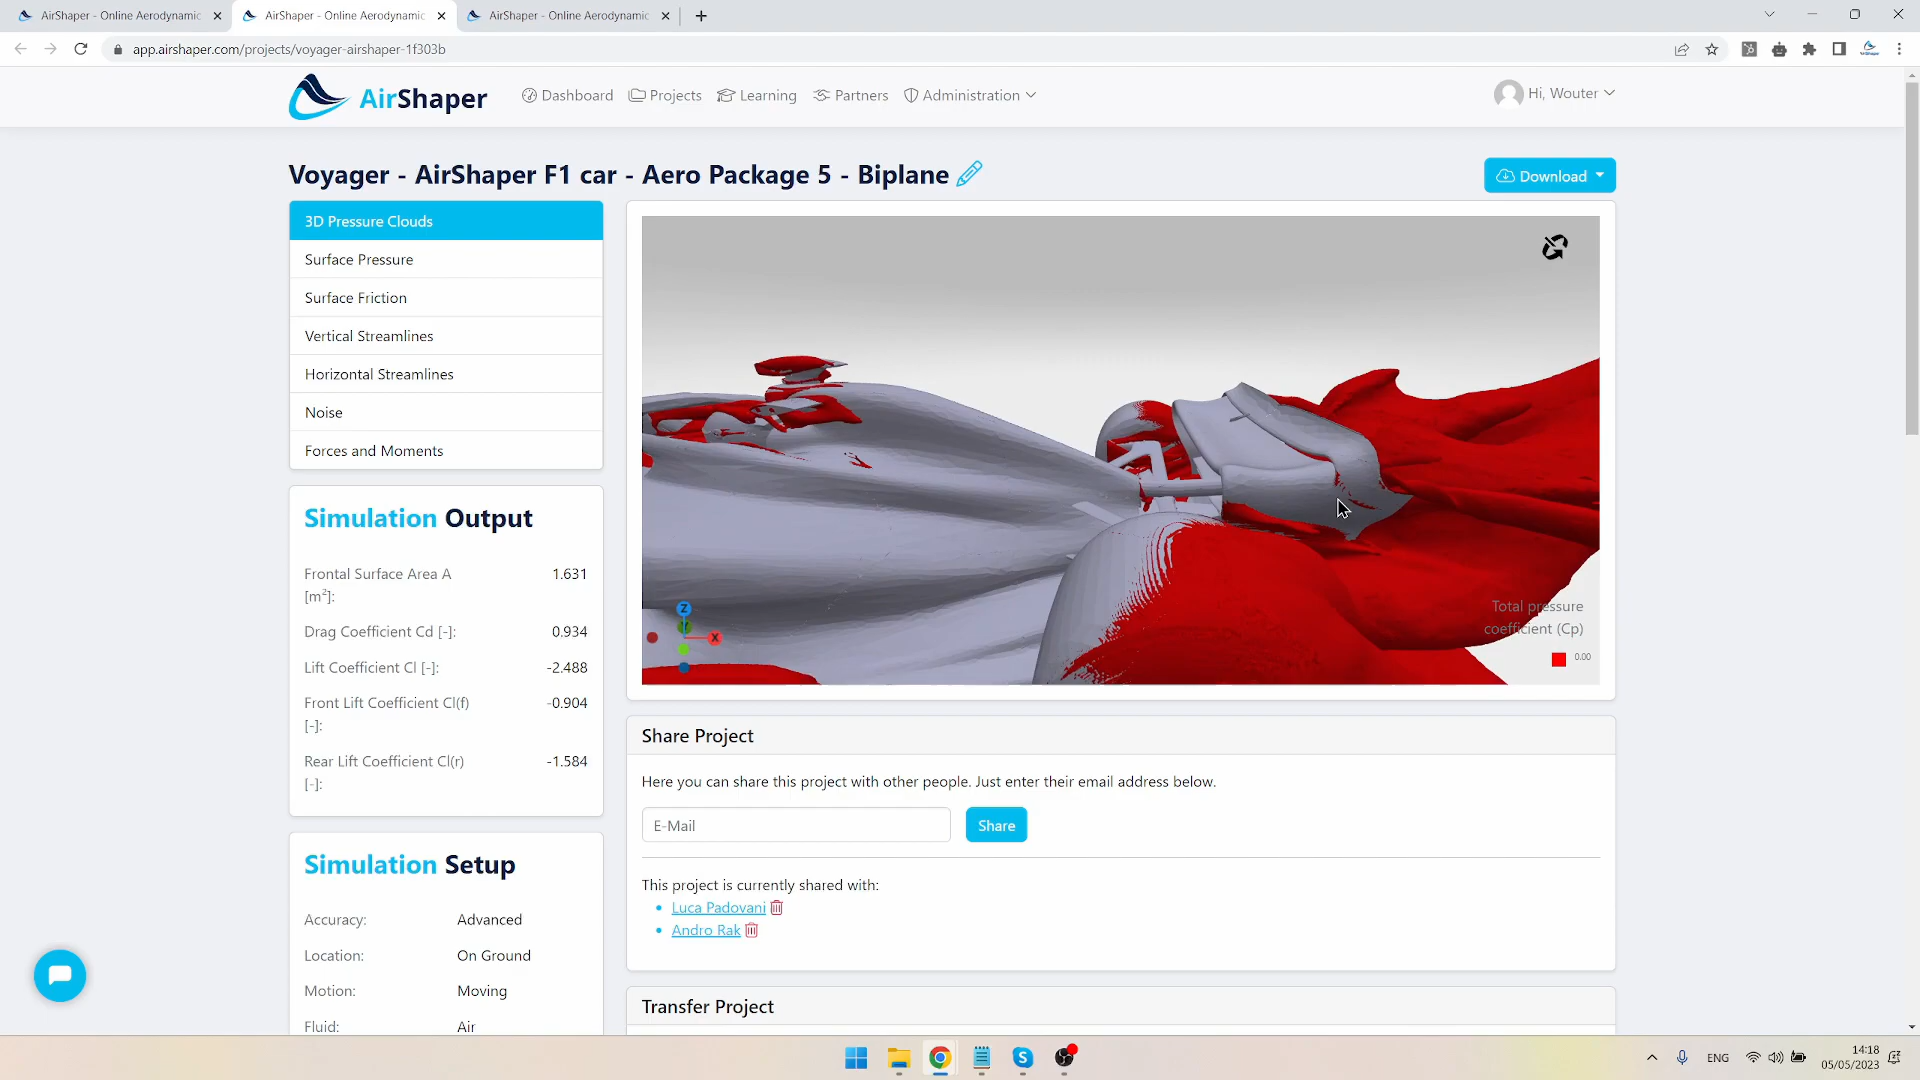 AirShaper - Online Aerodynamic
AirShaper - Online Aerodynamic
AirShaper - Online Aerodynamic
app.airshaper.com/projects/voyager-airshaper-1f303b
AirShaper
Dashboard
Projects
Learning
Partners
Administration
Hi, Wouter
Voyager - AirShaper F1 car - Aero Package 5 - Biplane
Download
3D Pressure Clouds
Surface Pressure
Surface Friction
Vertical Streamlines
Horizontal Streamlines
Noise
Forces and Moments
Z
X
Total pressure
coefficient (Cp)
0.00
Simulation Output
Frontal Surface Area A 1.631
[m²]:
Drag Coefficient Cd [-]: 0.934
Lift Coefficient Cl [-]: -2.488
Front Lift Coefficient Cl(f) -0.904
[-]:
Rear Lift Coefficient Cl(r) -1.584
[-]:
Simulation Setup
Accuracy: Advanced
Location: On Ground
Motion: Moving
Fluid: Air
Share Project
Here you can share this project with other people. Just enter their email address below.
E-Mail
Share
This project is currently shared with:
Luca Padovani
Andro Rak
Transfer Project
ENG
14:18
05/05/2023